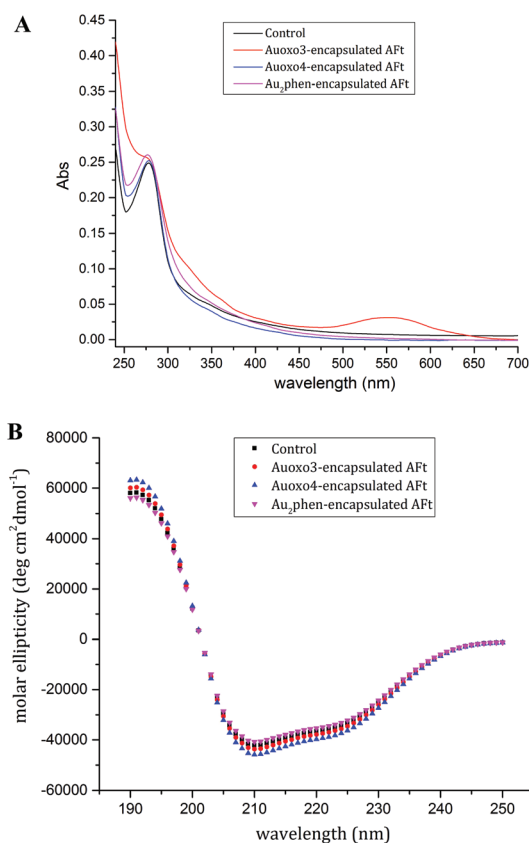 A
Control
Auoxo3-encapsulated AFt
Auoxo4-encapsulated AFt
Au₂phen-encapsulated AFt
0.45
0.40
0.35
0.30
0.25
0.20
0.15
0.10
0.05
0.00
Abs
250 300 350 400 450 500 550 600 650 700
wavelength (nm)
B
Control
Auoxo3-encapsulated AFt
Auoxo4-encapsulated AFt
Au₂phen-encapsulated AFt
80000
60000
40000
20000
0
-20000
-40000
-60000
molar ellipticity (deg cm²dmol⁻¹)
190 200 210 220 230 240 250
wavelength (nm)